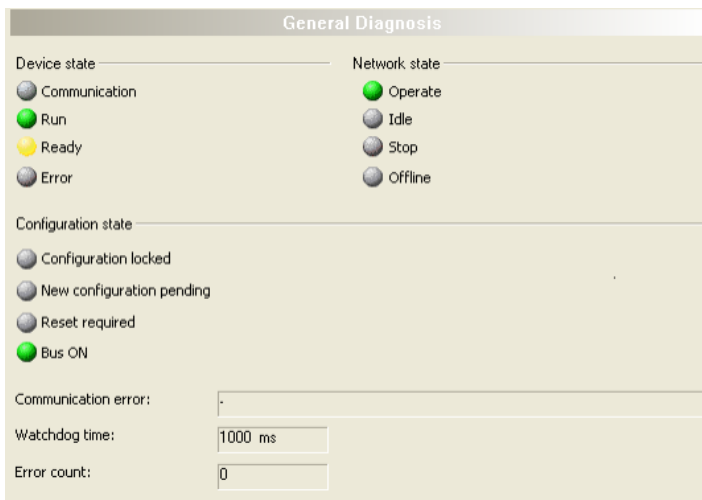 General Diagnosis
Device state
Network state
Communication
Operate
Run
Idle
Ready
Stop
Error
Offline
Configuration state
Configuration locked
New configuration pending
Reset required
Bus ON
Communication error:
-
Watchdog time:
1000 ms
Error count:
0